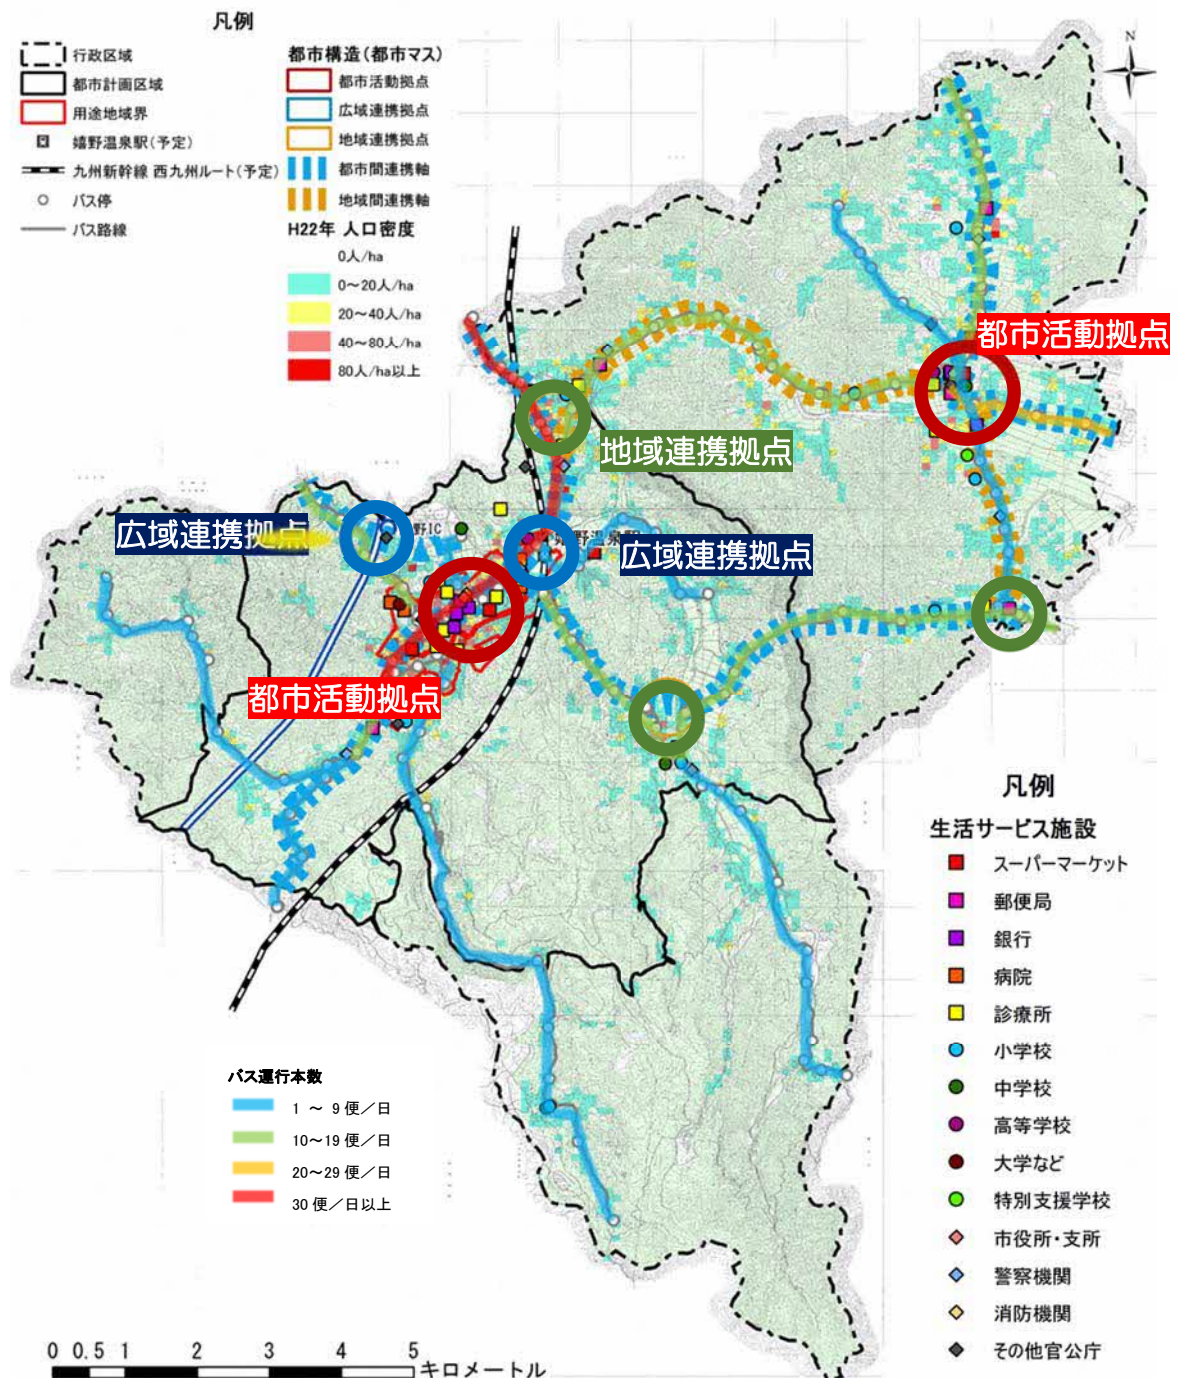 凡例
行政区域
都市計画区域
用途地域界
嬉野温泉駅(予定)
九州新幹線 西九州ルート(予定)
バス停
バス路線
都市構造(都市マス)
都市活動拠点
広域連携拠点
地域連携拠点
都市間連携軸
地域間連携軸
H22年 人口密度
0人/ha
0～20人/ha
20～40人/ha
40～80人/ha
80人/ha以上
N
都市活動拠点
地域連携拠点
広域連携拠点
野IC
嬉野温泉駅
広域連携拠点
都市活動拠点
凡例
生活サービス施設
スーパーマーケット
郵便局
銀行
病院
診療所
小学校
中学校
高等学校
大学など
特別支援学校
市役所・支所
警察機関
消防機関
その他官公庁
バス運行本数
1 ～ 9 便／日
10～19 便／日
20～29 便／日
30 便／日以上
0 0.5 1 2 3 4 5
キロメートル